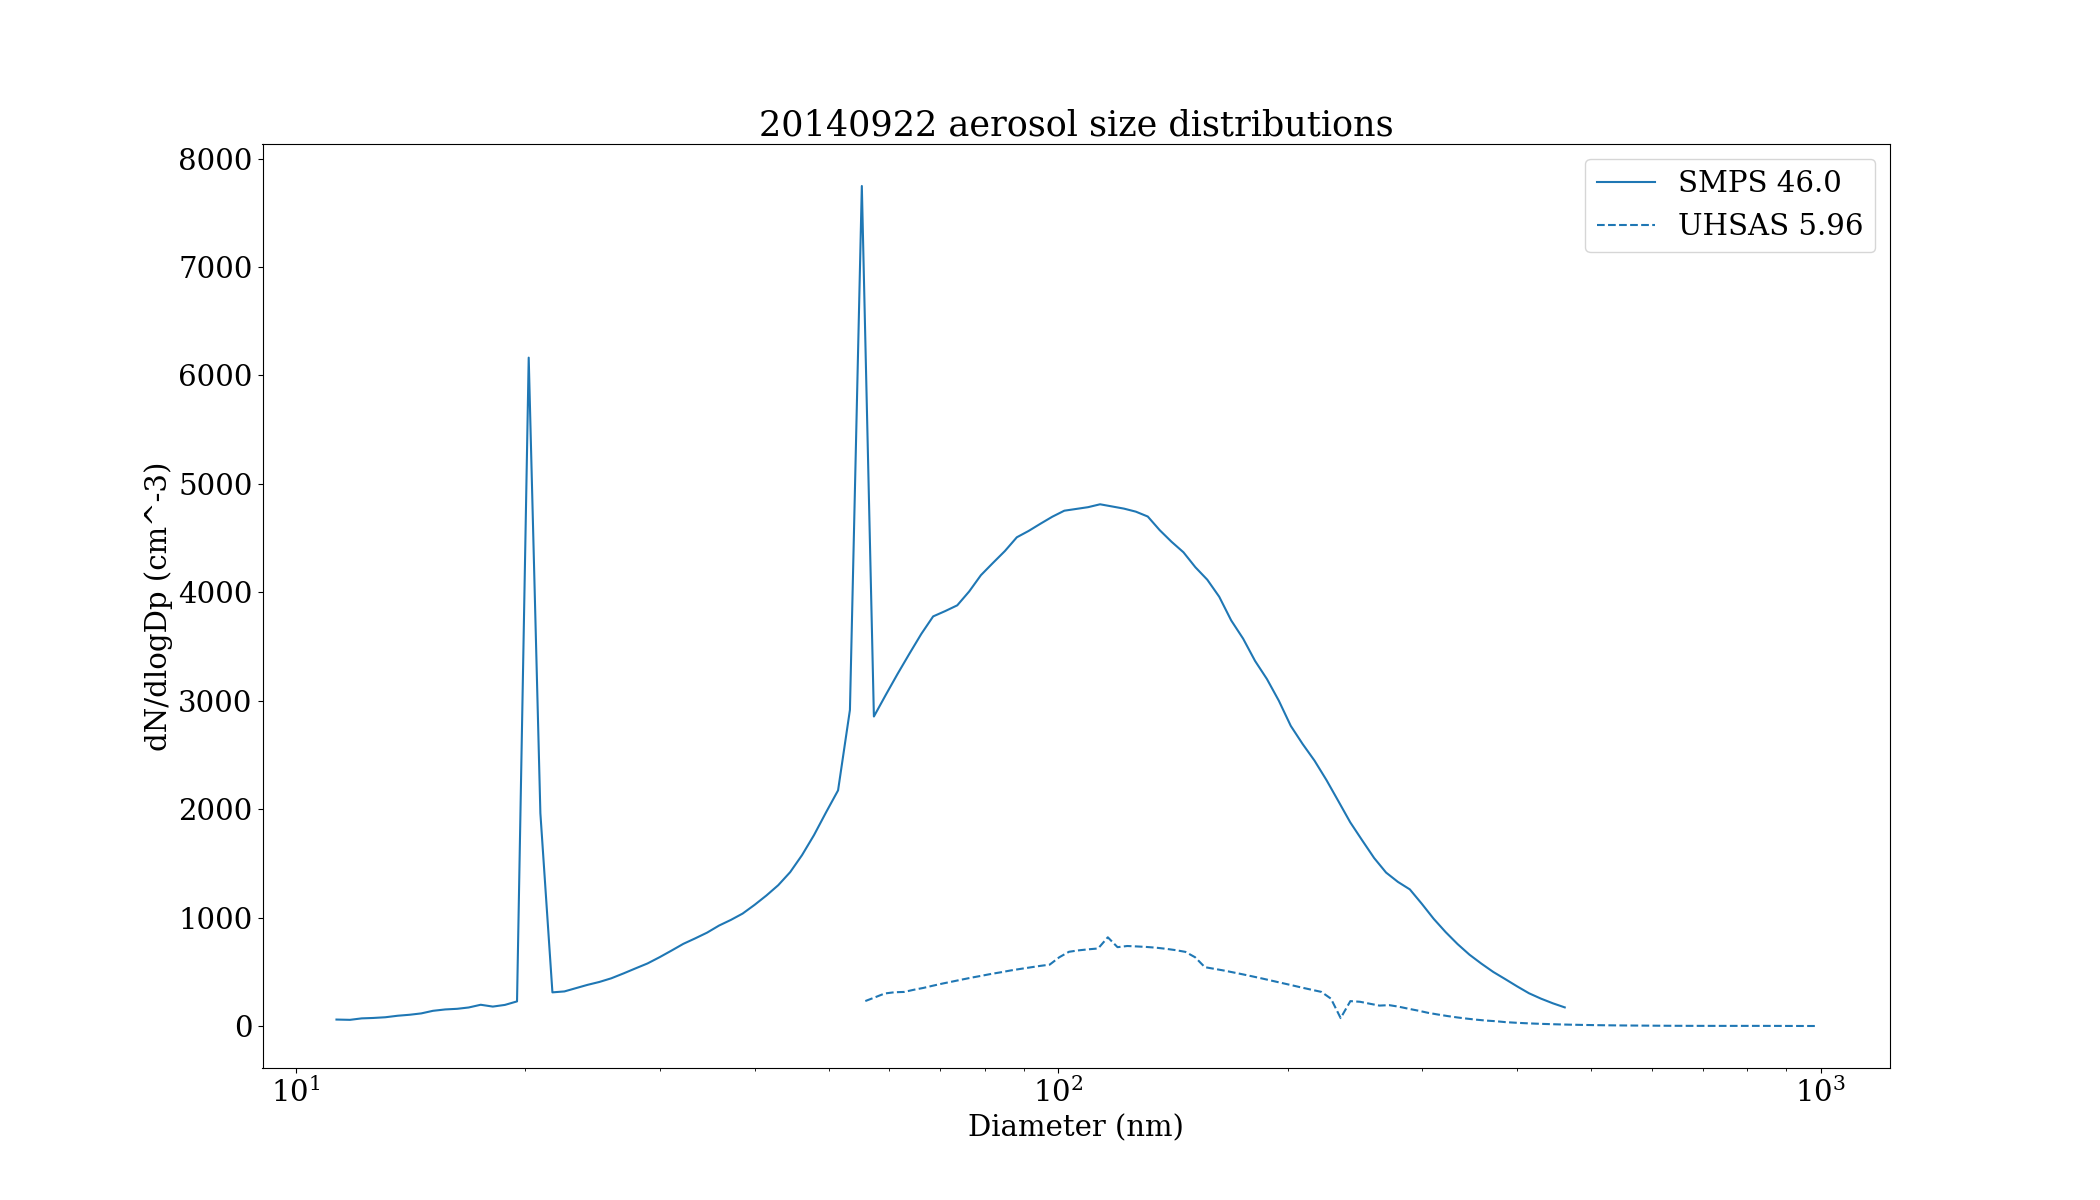 20140922 aerosol size distributions
SMPS 46.0
UHSAS 5.96
dN/dlogDp (cm^-3)
8000
7000
6000
5000
4000
3000
2000
1000
0
10¹ 10² 10³
Diameter (nm)